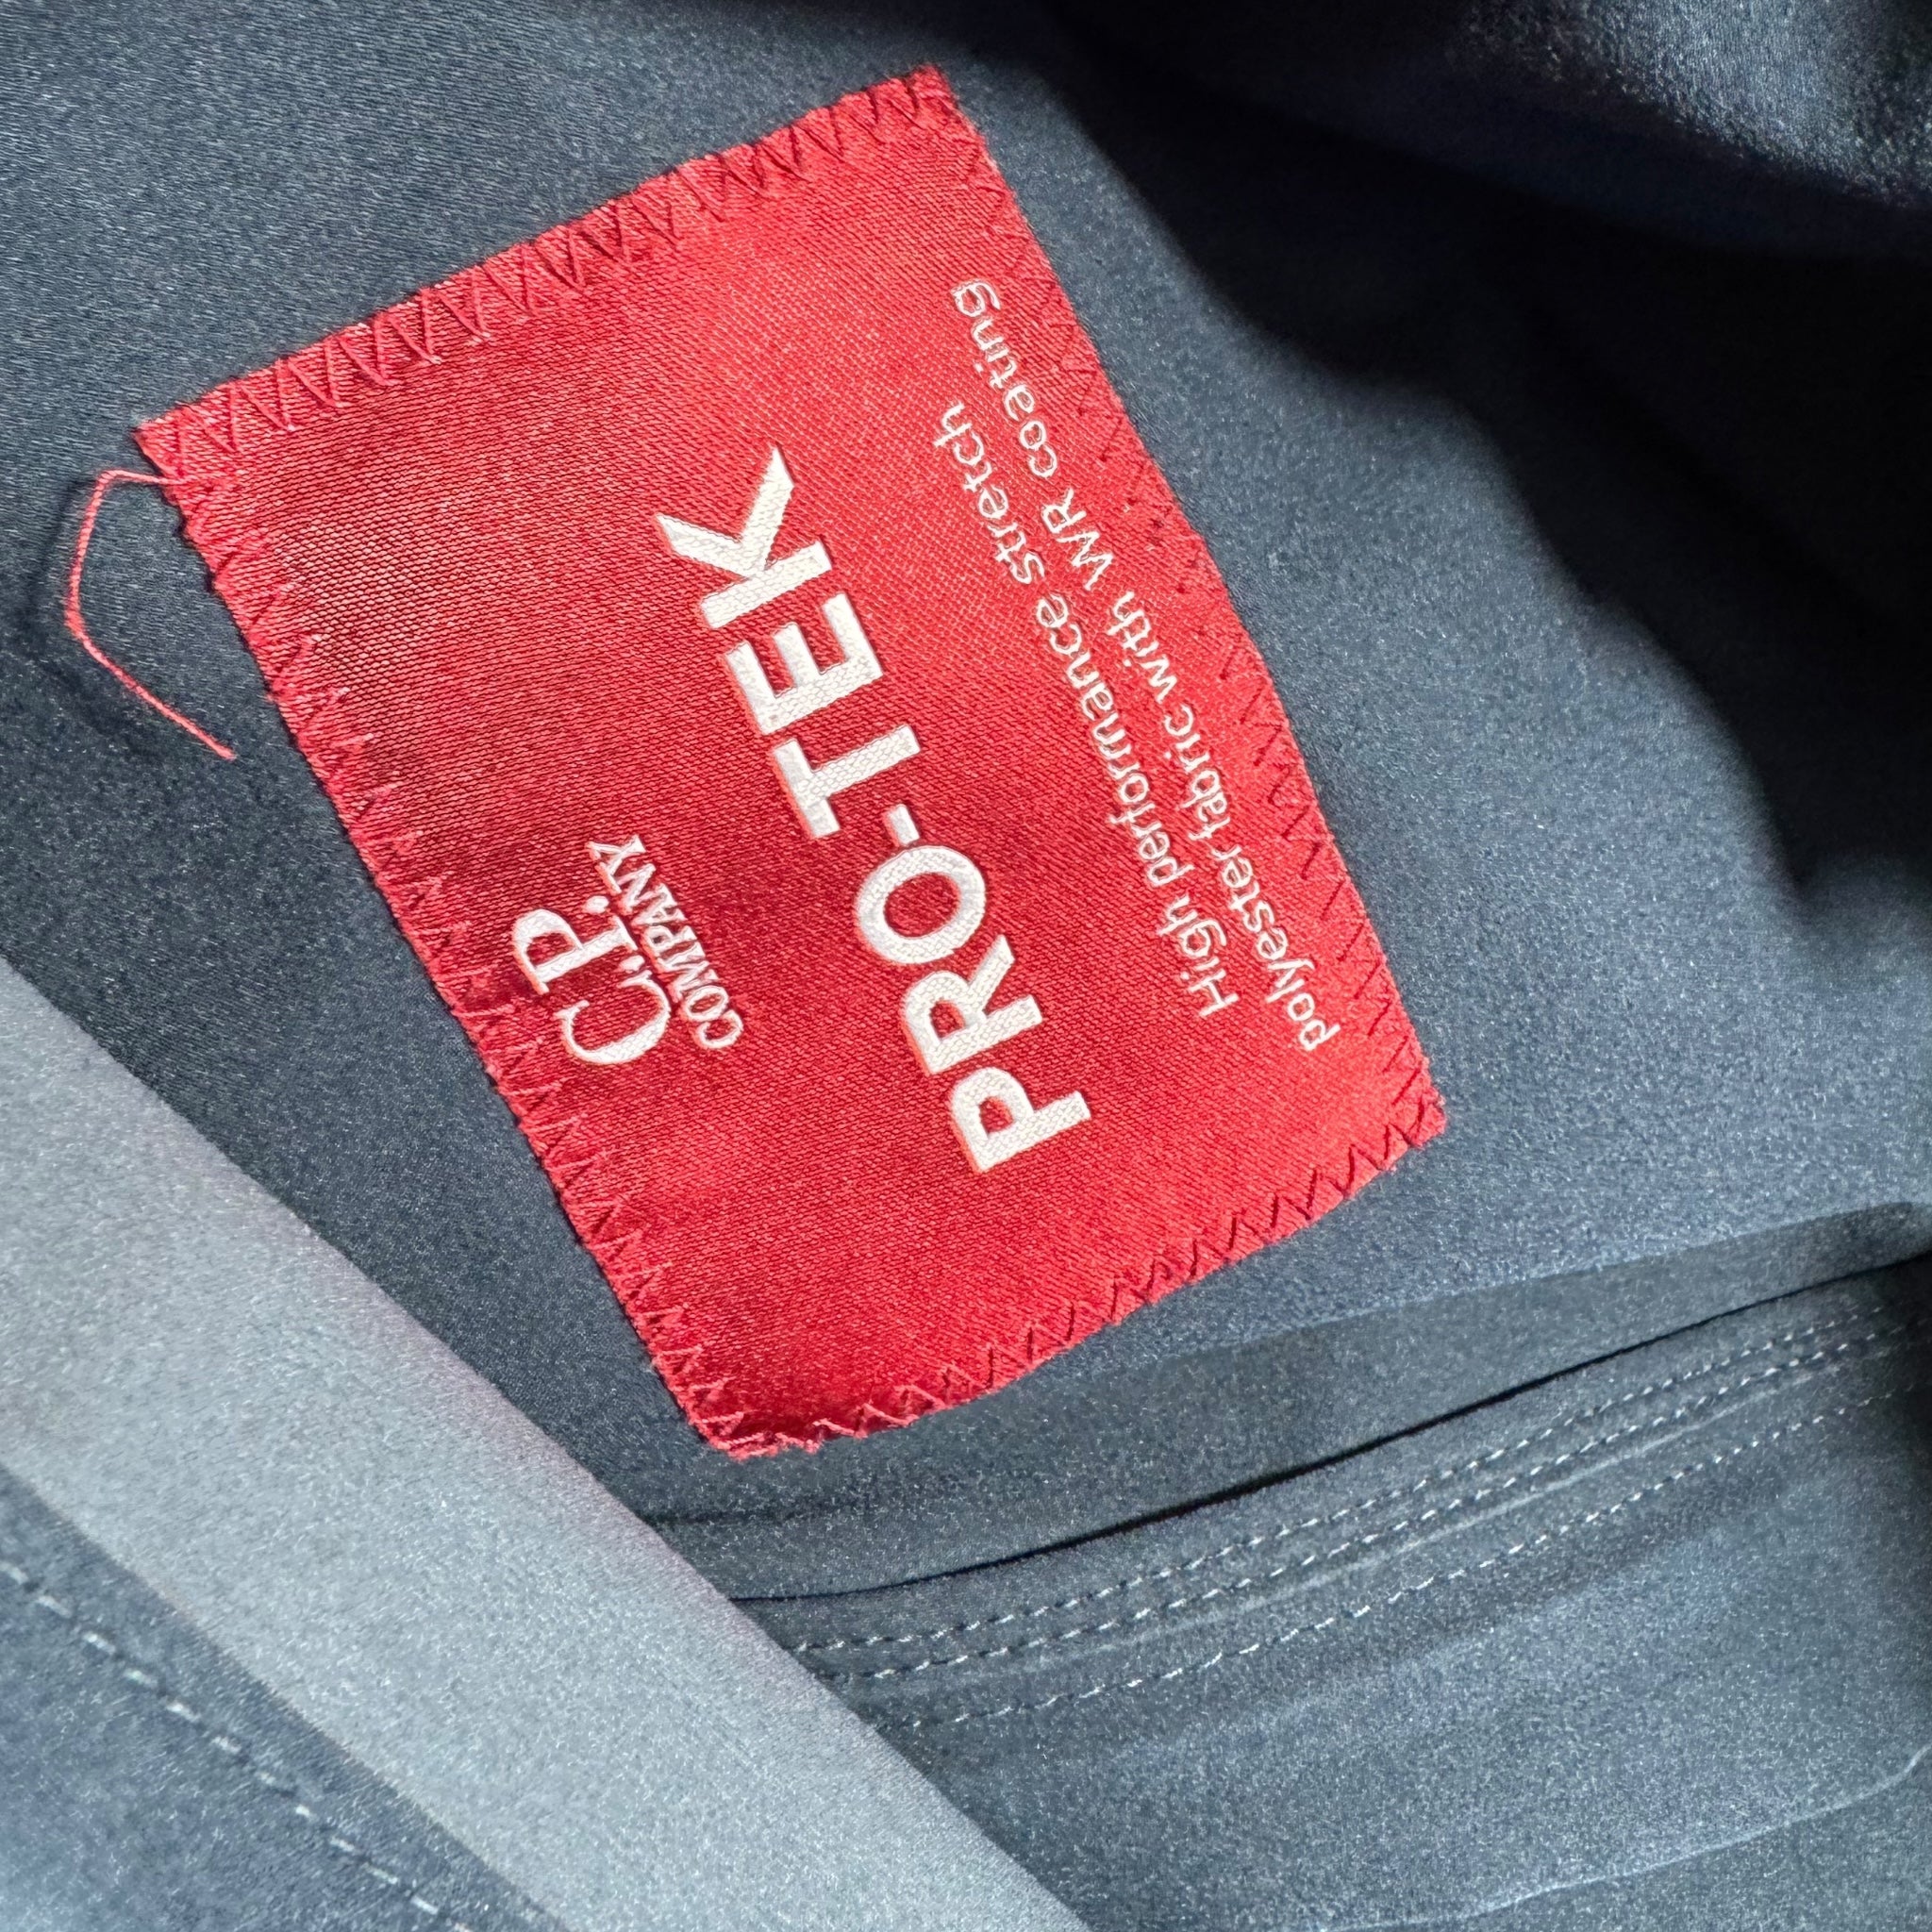 C.P.
COMPANY
PRO-TEK
High performance stretch
polyester fabric with WR coating